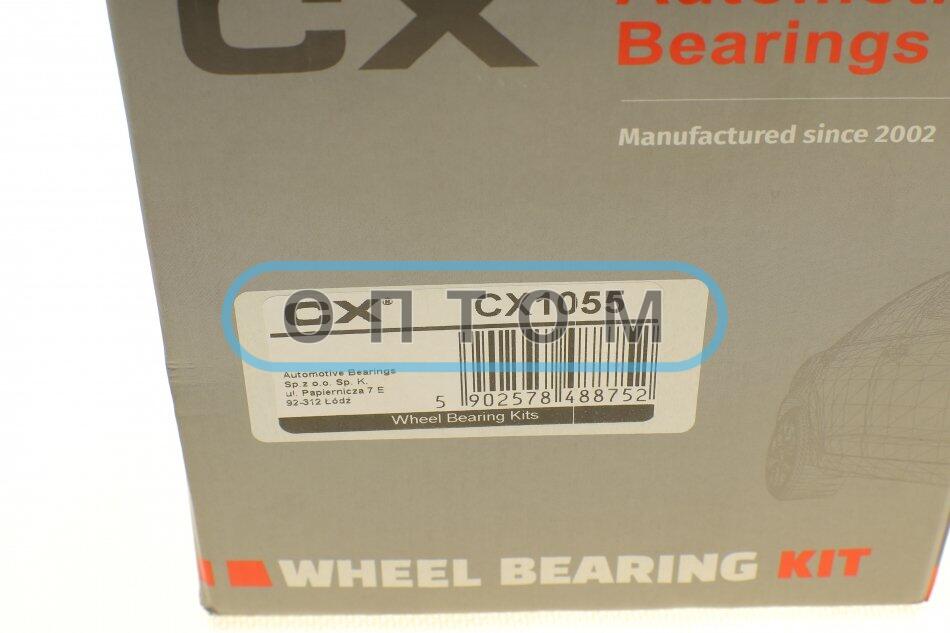 CX
Automoti
Bearings
Manufactured since 2002
CX® CX1055
ОПТОМ
Automotive Bearings
Sp.z o.o. Sp. K.
ul. Papiernicza 7 E
92-312 Łódź
5 902578 488752
Wheel Bearing Kits
WHEEL BEARING KIT